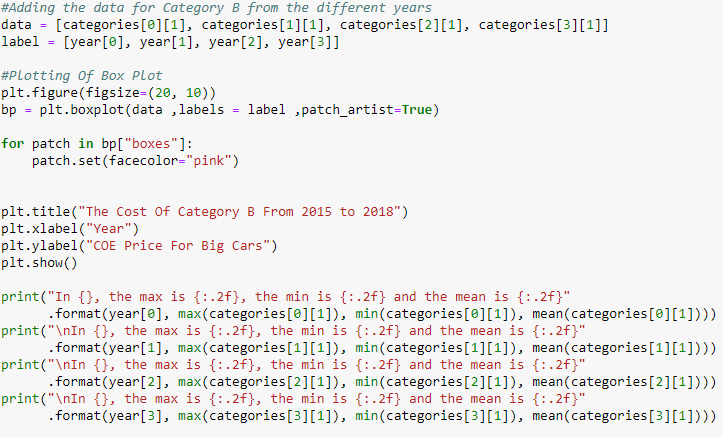 #Adding the data for Category B from the different years
data = [categories[0][1], categories[1][1], categories[2][1], categories[3][1]]
label = [year[0], year[1], year[2], year[3]]

#Plotting Of Box Plot
plt.figure(figsize=(20, 10))
bp = plt.boxplot(data ,labels = label ,patch_artist=True)

for patch in bp["boxes"]:
    patch.set(facecolor="pink")


plt.title("The Cost Of Category B From 2015 to 2018")
plt.xlabel("Year")
plt.ylabel("COE Price For Big Cars")
plt.show()

print("In {}, the max is {:.2f}, the min is {:.2f} and the mean is {:.2f}"
      .format(year[0], max(categories[0][1]), min(categories[0][1]), mean(categories[0][1])))
print("\nIn {}, the max is {:.2f}, the min is {:.2f} and the mean is {:.2f}"
      .format(year[1], max(categories[1][1]), min(categories[1][1]), mean(categories[1][1])))
print("\nIn {}, the max is {:.2f}, the min is {:.2f} and the mean is {:.2f}"
      .format(year[2], max(categories[2][1]), min(categories[2][1]), mean(categories[2][1])))
print("\nIn {}, the max is {:.2f}, the min is {:.2f} and the mean is {:.2f}"
      .format(year[3], max(categories[3][1]), min(categories[3][1]), mean(categories[3][1])))